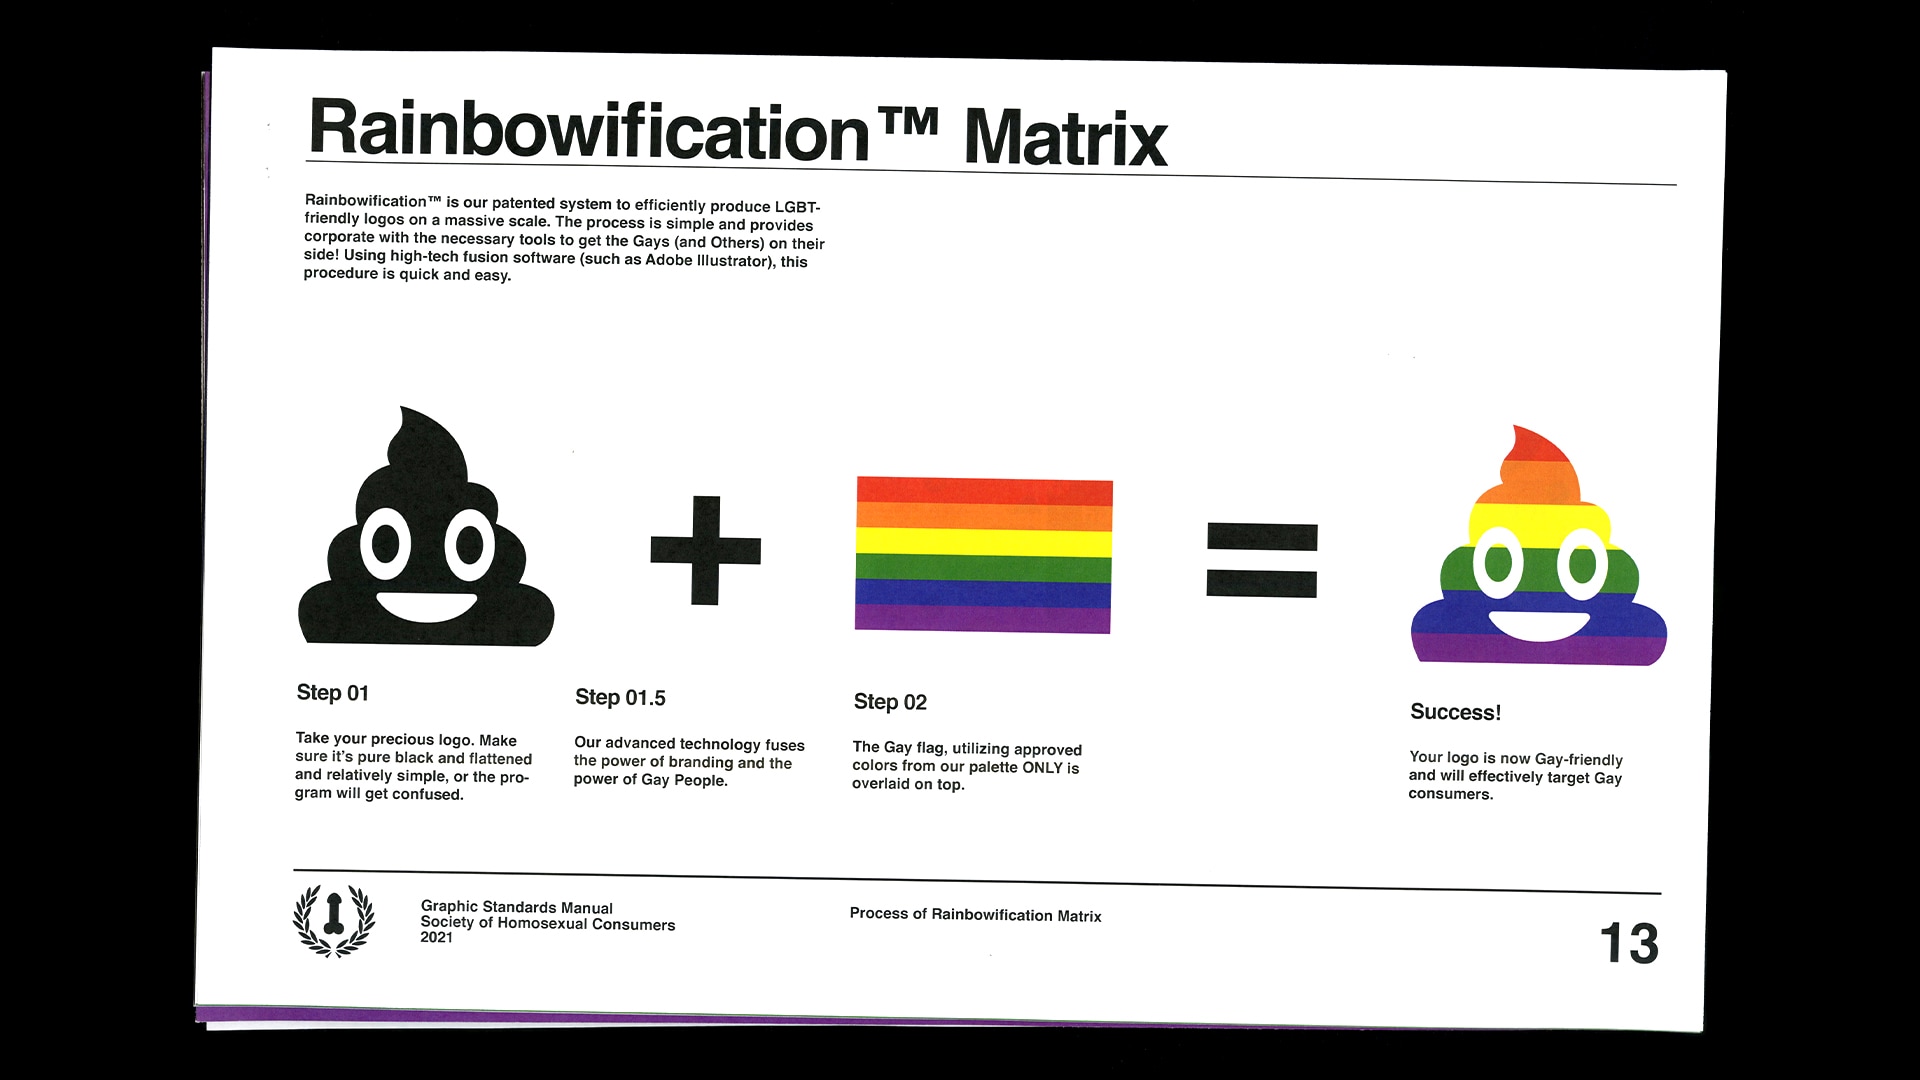 Rainbowification™ Matrix
Rainbowification™ is our patented system to efficiently produce LGBT-
friendly logos on a massive scale. The process is simple and provides
corporate with the necessary tools to get the Gays (and Others) on their
side! Using high-tech fusion software (such as Adobe Illustrator), this
procedure is quick and easy.
Step 01
Take your precious logo. Make
sure it's pure black and flattened
and relatively simple, or the pro-
gram will get confused.
Step 01.5
Our advanced technology fuses
the power of branding and the
power of Gay People.
Step 02
The Gay flag, utilizing approved
colors from our palette ONLY is
overlaid on top.
Success!
Your logo is now Gay-friendly
and will effectively target Gay
consumers.
Graphic Standards Manual
Society of Homosexual Consumers
2021
Process of Rainbowification Matrix
13